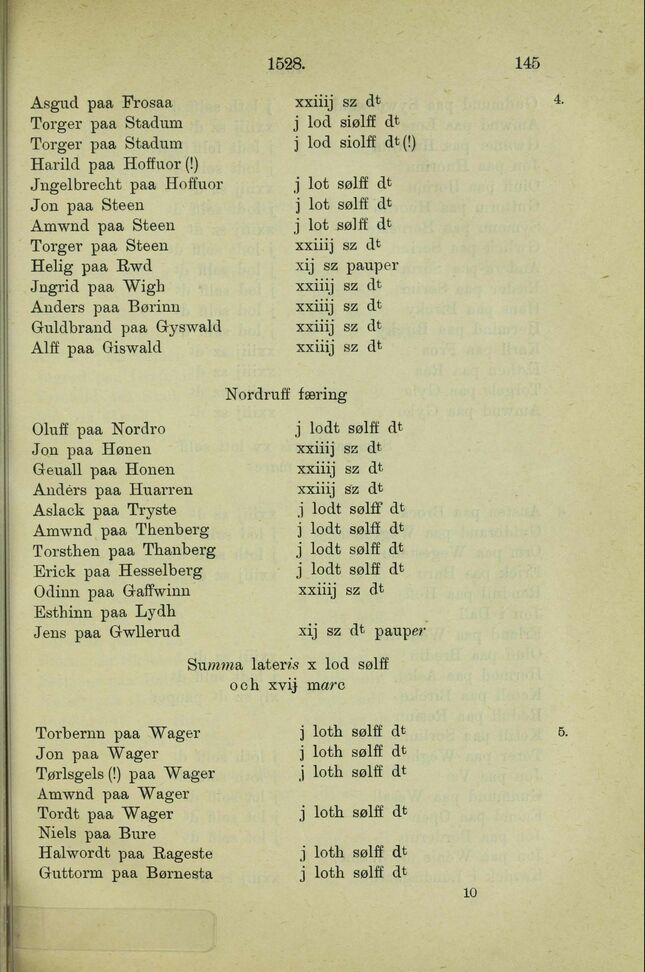 1528. 145
Asgud paa Frosaa xxiiij sz dt 4.
Torger paa Stadum j lod siølff dt
Torger paa Stadum j lod siolff dt(!)
Harild paa Hoffuor (!)
Jngelbrecht paa Hoffuor j lot sølff dt
Jon paa Steen j lot sølff dt
Amwnd paa Steen j lot sølff dt
Torger paa Steen xxiiij sz dt
Helig paa Rwd xij sz pauper
Jngrid paa Wigh xxiiij sz dt
Anders paa Børinn xxiiij sz dt
Guldbrand paa Gyswald xxiiij sz dt
Alff paa Giswald xxiiij sz dt
Nordruff færing
Oluff paa Nordro j lodt sølff dt
Jon paa Hønen xxiiij sz dt
Geuall paa Honen xxiiij sz dt
Anders paa Huarren xxiiij sz dt
Aslack paa Tryste j lodt sølff dt
Amwnd paa Thenberg j lodt sølff dt
Torsthen paa Thanberg j lodt sølff dt
Erick paa Hesselberg j lodt sølff dt
Odinn paa Gaffwinn xxiiij sz dt
Esthinn paa Lydh
Jens paa Gwllerud xij sz dt pauper
Summa lateris x lod sølff
och xvij marc
Torbernn paa Wager j loth sølff dt 5.
Jon paa Wager j loth sølff dt
Tørlsgels (!) paa Wager j loth sølff dt
Amwnd paa Wager
Tordt paa Wager j loth sølff dt
Niels paa Bure
Halwordt paa Rageste j loth sølff dt
Guttorm paa Børnesta j loth sølff dt
10